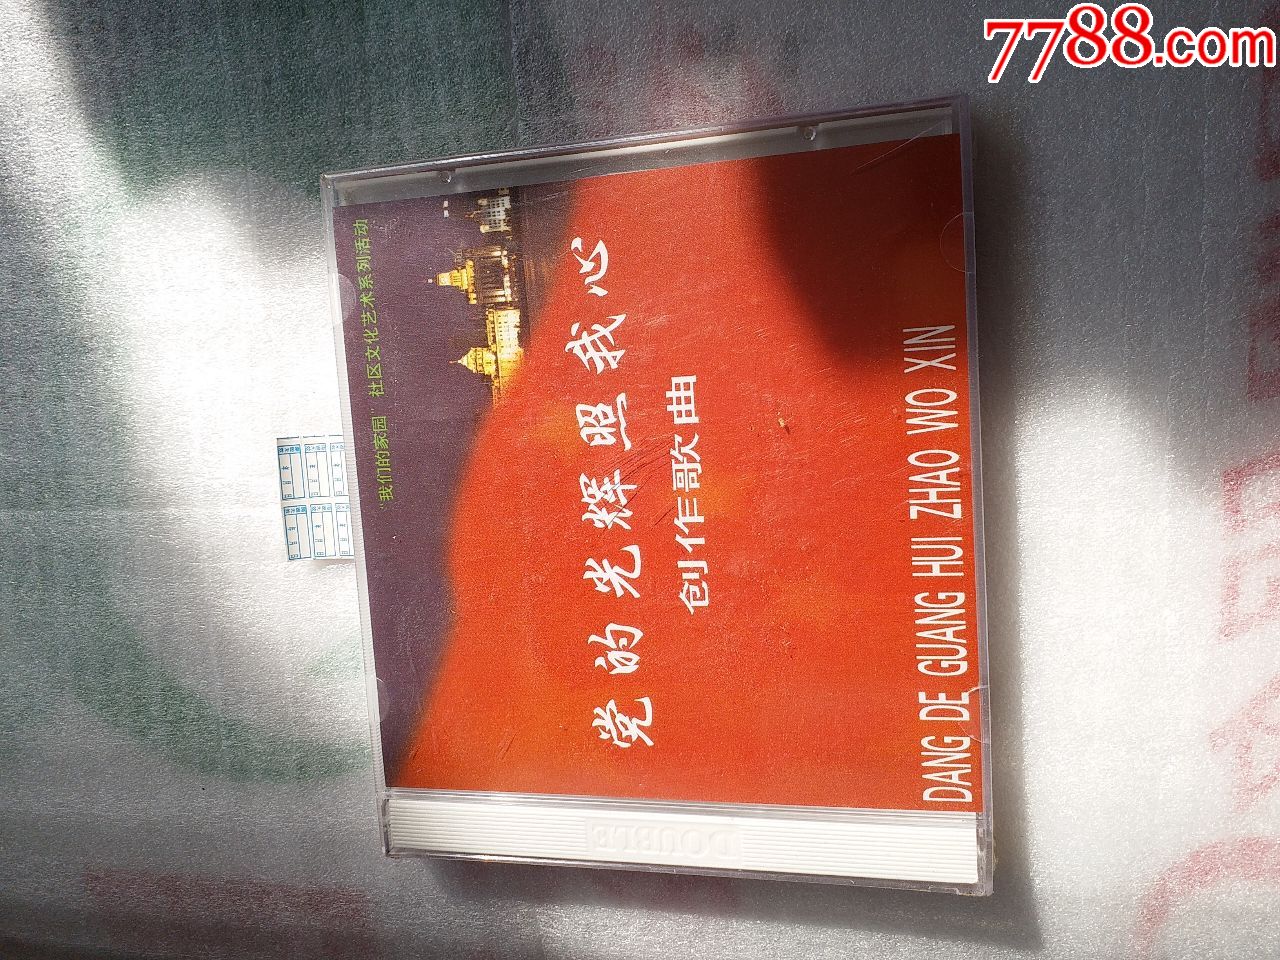 7788.com
"我们的家园" 社区文化艺术系列活动
党的光辉照我心
创作歌曲
DANG DE GUANG HUI ZHAO WO XIN
DOUBLE